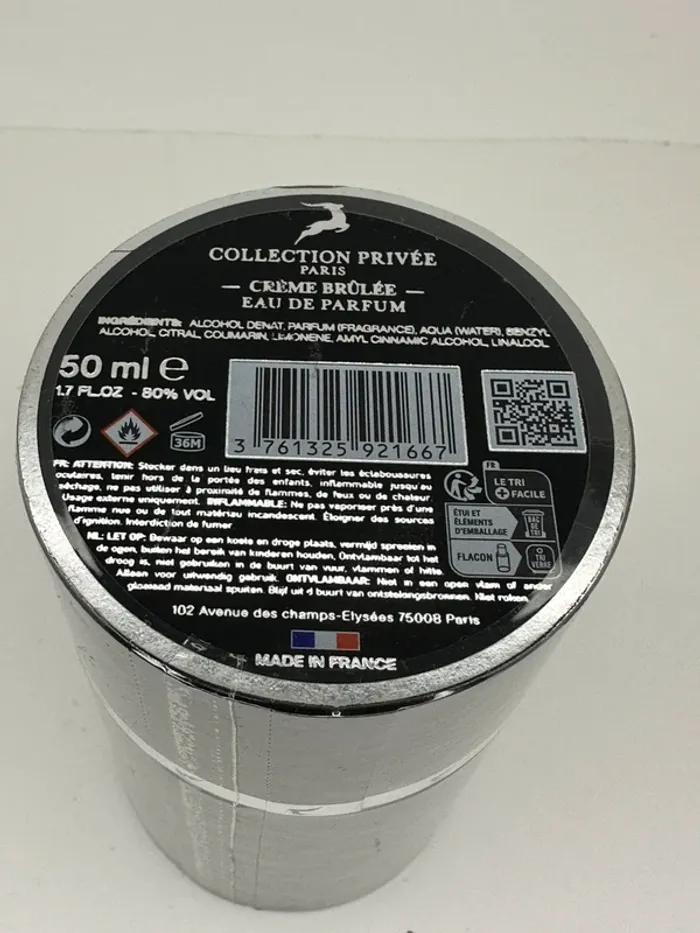 COLLECTION PRIVÉE
PARIS
— CRÈME BRÛLÉE —
EAU DE PARFUM
INGRÉDIENTS: ALCOHOL DENAT, PARFUM (FRAGRANCE), AQUA (WATER), BENZYL
ALCOHOL, CITRAL, COUMARIN, LIMONENE, AMYL CINNAMIC ALCOHOL, LINALOOL
50 ml e
1.7 FL.OZ - 80% VOL
36M
3 761325 921667
FR: ATTENTION: Stocker dans un lieu frais et sec, éviter les éclaboussures
oculaires, tenir hors de la portée des enfants, inflammable jusqu'au
séchage, ne pas utiliser à proximité de flammes, de feux ou de chaleur.
Usage externe uniquement. INFLAMMABLE: Ne pas vaporiser près d'une
flamme nue ou de tout matériau incandescent. Éloigner des sources
d'ignition. Interdiction de fumer
FR
LE TRI
+ FACILE
ÉTUI ET
ÉLÉMENTS
D'EMBALLAGE
BAC
DE TRI
FLACON
TRI
VERRE
NL: LET OP: Bewaar op een koele en droge plaats, vermijd spreeien in
de ogen, buiten het bereik van kinderen houden, Ontvlambaar tot het
droog is, niet gebruiken in de buurt van vuur, vlammen of hitte.
Alleen voor uitwendig gebruik. ONTVLAMBAAR: Niet in een open vlam of ander
gloeiend materiaal spuiten. Blijf uit d buurt van ontstekingsbronnen. Niet roken.
102 Avenue des champs-Elysées 75008 Paris
MADE IN FRANCE